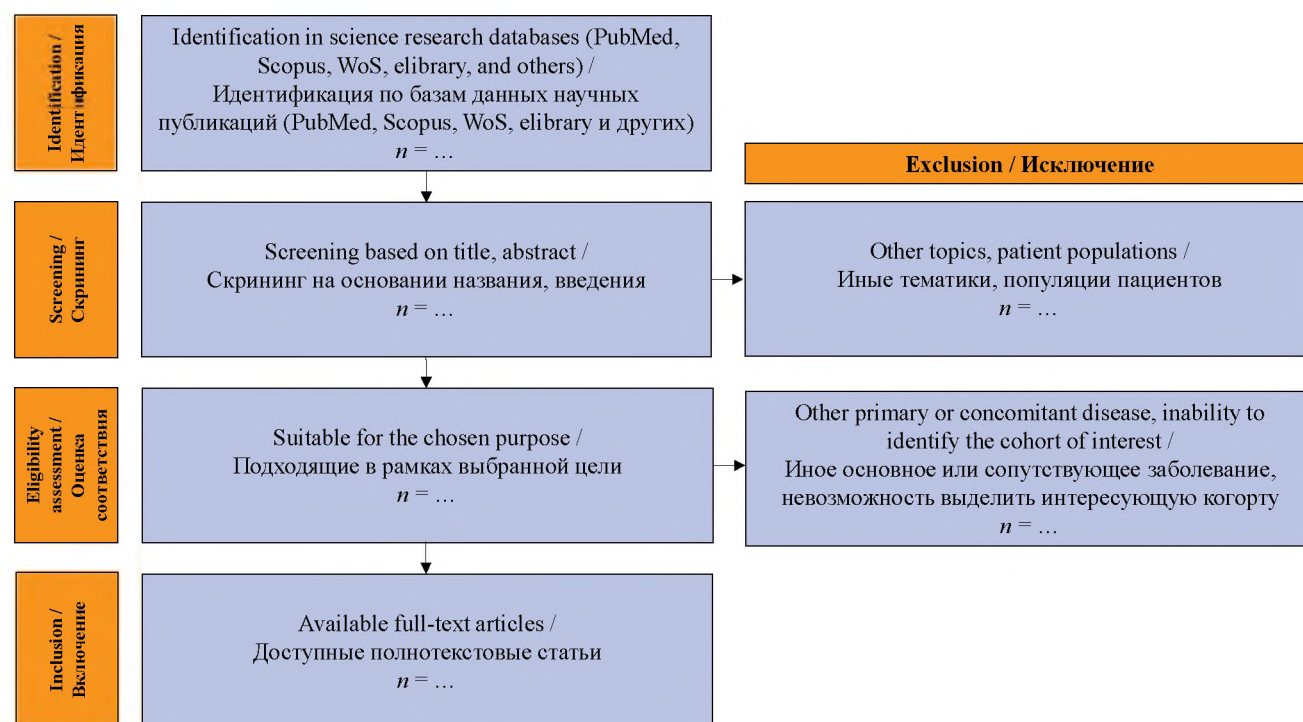 Identification /
Идентификация
Identification in science research databases (PubMed,
Scopus, WoS, elibrary, and others) /
Идентификация по базам данных научных
публикаций (PubMed, Scopus, WoS, elibrary и других)
n = …
Exclusion / Исключение
Screening /
Скрининг
Screening based on title, abstract /
Скрининг на основании названия, введения
n = …
Other topics, patient populations /
Иные тематики, популяции пациентов
n = …
Eligibility
assessment /
Оценка
соответствия
Suitable for the chosen purpose /
Подходящие в рамках выбранной цели
n = …
Other primary or concomitant disease, inability to
identify the cohort of interest /
Иное основное или сопутствующее заболевание,
невозможность выделить интересующую когорту
n = …
Inclusion /
Включение
Available full-text articles /
Доступные полнотекстовые статьи
n = …